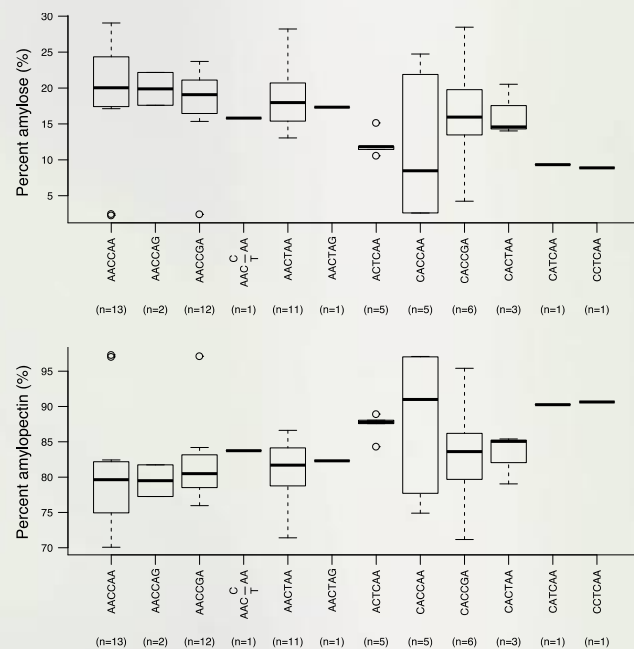 Percent amylose (%)
30
25
20
15
10
5
AACCAA
AACCAG
AACCGA
AAC C/T AA
AACTAA
AACTAG
ACTCAA
CACCAA
CACCGA
CACTAA
CATCAA
CCTCAA
(n=13) (n=2) (n=12) (n=1) (n=11) (n=1) (n=5) (n=5) (n=6) (n=3) (n=1) (n=1)
Percent amylopectin (%)
95
90
85
80
75
70
AACCAA
AACCAG
AACCGA
AAC C/T AA
AACTAA
AACTAG
ACTCAA
CACCAA
CACCGA
CACTAA
CATCAA
CCTCAA
(n=13) (n=2) (n=12) (n=1) (n=11) (n=1) (n=5) (n=5) (n=6) (n=3) (n=1) (n=1)